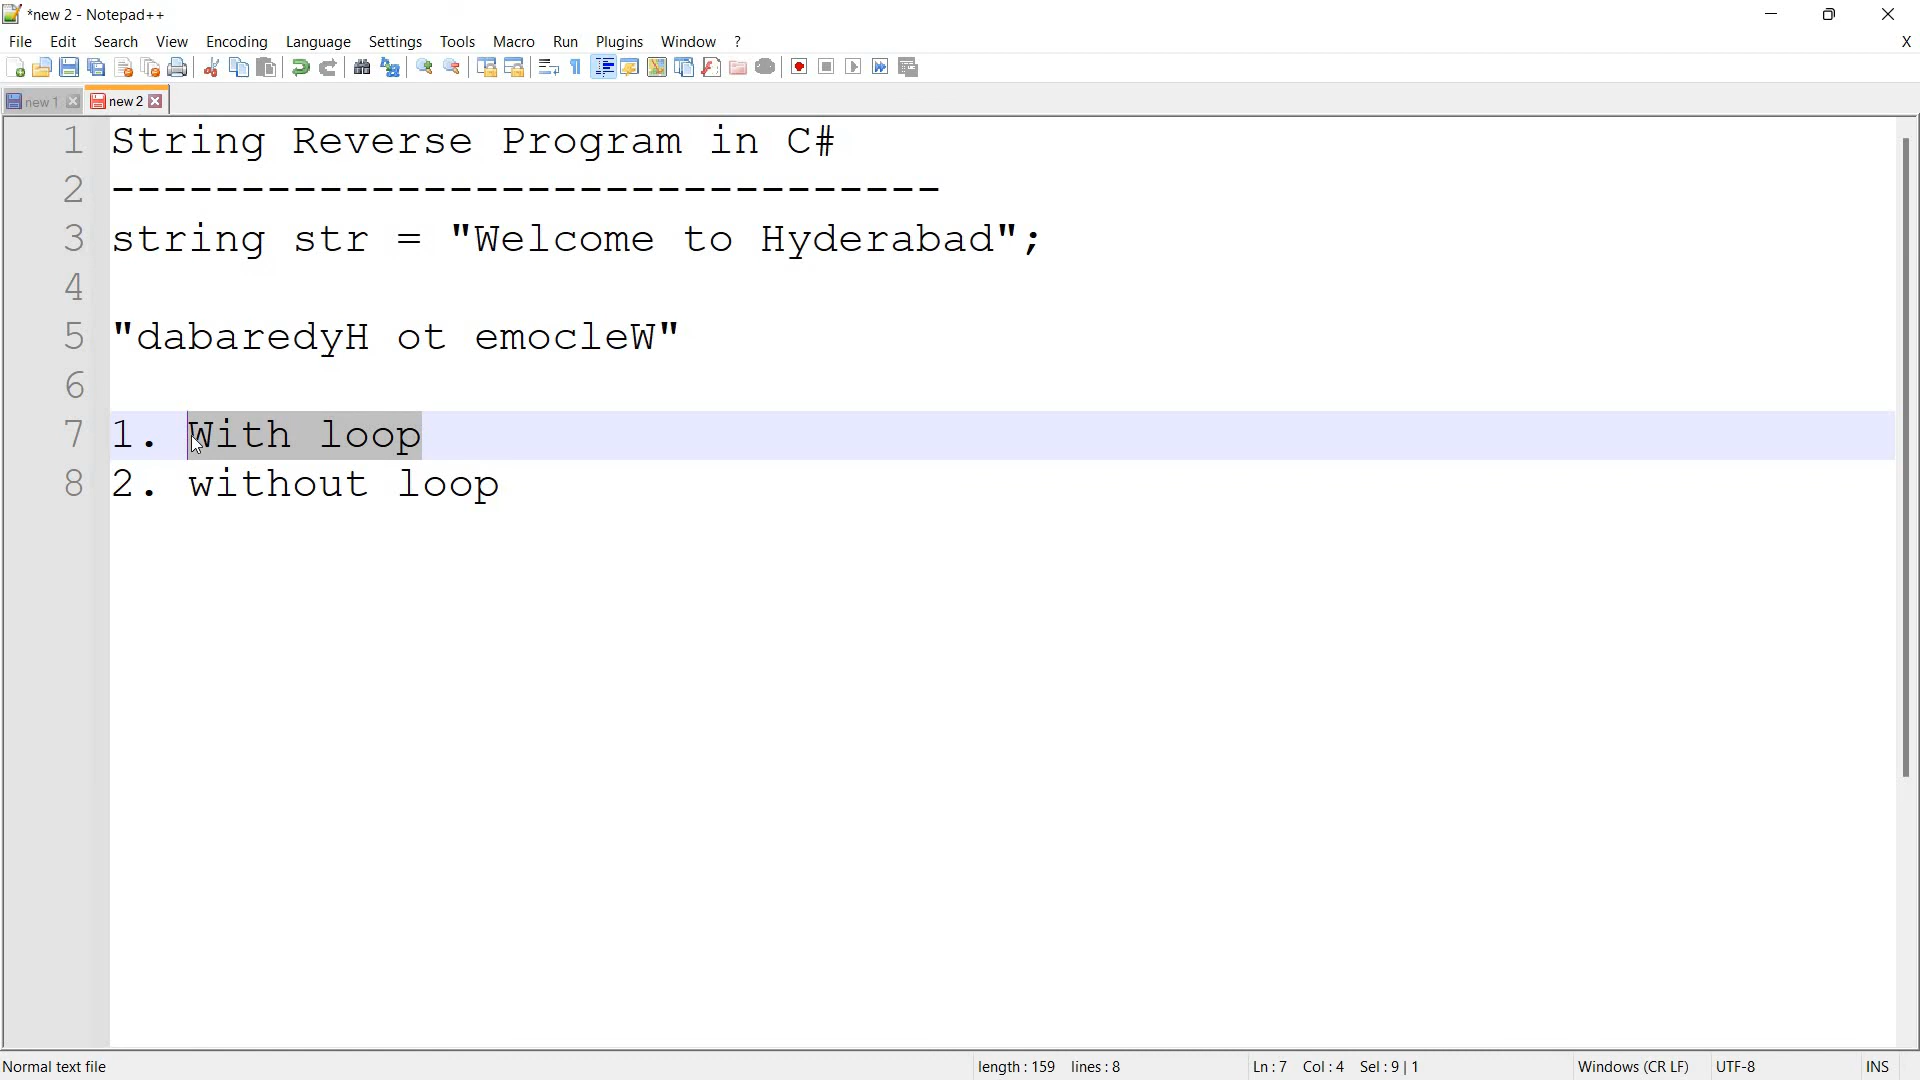 *new 2 - Notepad++
File Edit Search View Encoding Language Settings Tools Macro Run Plugins Window ? X
new 1 new 2
1 String Reverse Program in C#
2 --------------------------------
3 string str = "Welcome to Hyderabad";
4
5 "dabaredyH ot emocleW"
6
7 1. With loop
8 2. without loop
Normal text file length : 159 lines : 8 Ln : 7 Col : 4 Sel : 9 | 1 Windows (CR LF) UTF-8 INS